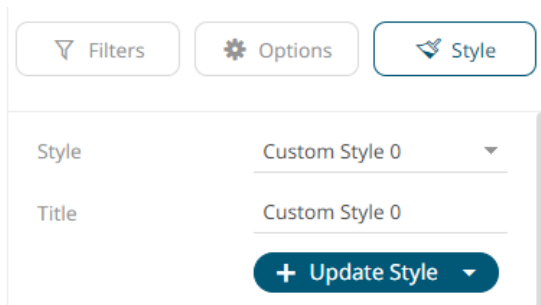 Filters Options Style
Style Custom Style 0
Title Custom Style 0
+ Update Style